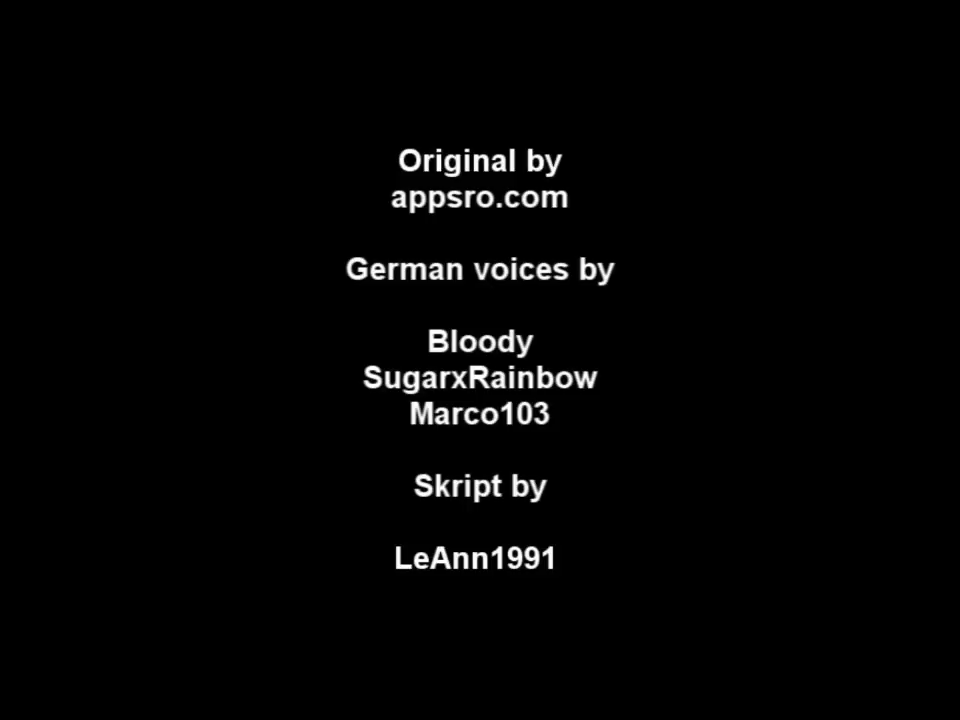 Original by
appsro.com
German voices by
Bloody
SugarxRainbow
Marco103
Skript by
LeAnn1991